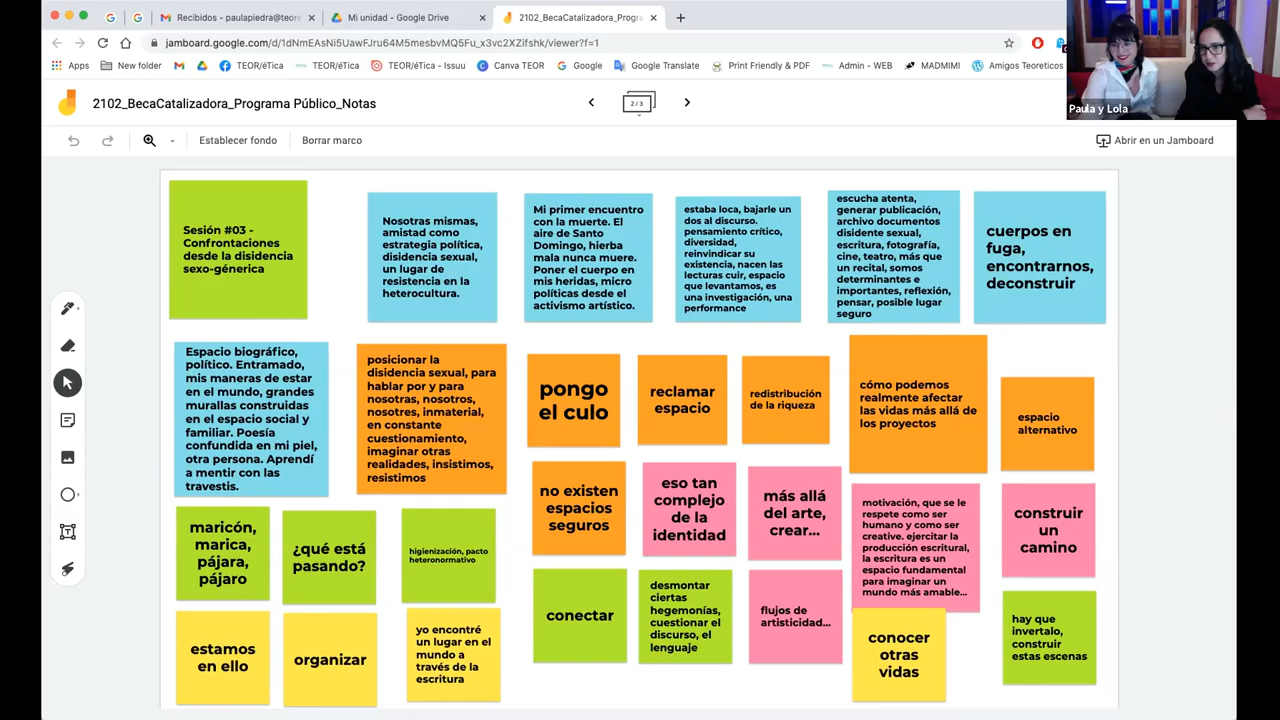 Recibidos - paulapiedra@teore
Mi unidad - Google Drive
2102_BecaCatalizadora_Progra
jamboard.google.com/d/1dNmEAsNi5UawFJru64M5mesbvMQ5Fu_x3vc2XZifshk/viewer?f=1
Apps
New folder
TEOR/éTica
TEOR/éTica - Issuu
Canva TEOR
Google
Google Translate
Print Friendly & PDF
Admin - WEB
MADMIMI
Amigos Teoreticos
Paula y Lola
2102_BecaCatalizadora_Programa Público_Notas
2 / 3
Establecer fondo
Borrar marco
Abrir en un Jamboard
Sesión #03 -
Confrontaciones
desde la disidencia
sexo-génerica
Nosotras mismas,
amistad como
estrategia política,
disidencia sexual,
un lugar de
resistencia en la
heterocultura.
Mi primer encuentro
con la muerte. El
aire de Santo
Domingo, hierba
mala nunca muere.
Poner el cuerpo en
mis heridas, micro
políticas desde el
activismo artístico.
estaba loca, bajarle un
dos al discurso.
pensamiento crítico,
diversidad,
reinvindicar su
existencia, nacen las
lecturas cuir, espacio
que levantamos, es
una investigación, una
performance
escucha atenta,
generar publicación,
archivo documentos
disidente sexual,
escritura, fotografía,
cine, teatro, más que
un recital, somos
determinantes e
importantes, reflexión,
pensar, posible lugar
seguro
cuerpos en
fuga,
encontrarnos,
deconstruir
Espacio biográfico,
político. Entramado,
mis maneras de estar
en el mundo, grandes
murallas construidas
en el espacio social y
familiar. Poesía
confundida en mi piel,
otra persona. Aprendí
a mentir con las
travestis.
posicionar la
disidencia sexual, para
hablar por y para
nosotras, nosotros,
nosotres, inmaterial,
en constante
cuestionamiento,
imaginar otras
realidades, insistimos,
resistimos
pongo
el culo
reclamar
espacio
redistribución
de la riqueza
cómo podemos
realmente afectar
las vidas más allá de
los proyectos
espacio
alternativo
no existen
espacios
seguros
eso tan
complejo
de la
identidad
más allá
del arte,
crear...
motivación, que se le
respete como ser
humano y como ser
creative. ejercitar la
producción escritural,
la escritura es un
espacio fundamental
para imaginar un
mundo más amable...
construir
un
camino
maricón,
marica,
pájara,
pájaro
¿qué está
pasando?
higienización, pacto
heteronormativo
conectar
desmontar
ciertas
hegemonías,
cuestionar el
discurso, el
lenguaje
flujos de
artisticidad...
conocer
otras
vidas
hay que
invertalo,
construir
estas escenas
estamos
en ello
organizar
yo encontré
un lugar en el
mundo a
través de la
escritura